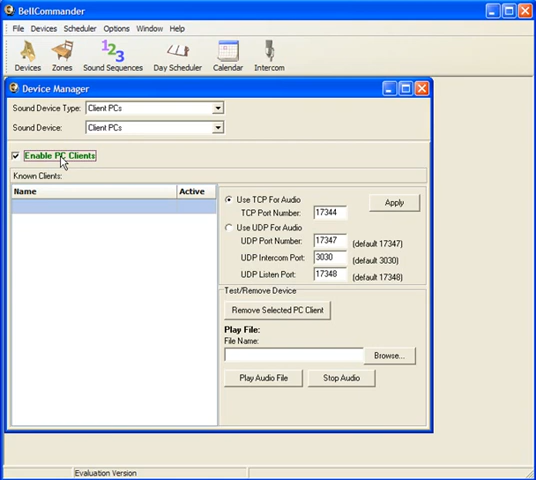 BellCommander
File Devices Scheduler Options Window Help
1 2 3
Devices Zones Sound Sequences Day Scheduler Calendar Intercom
Device Manager
Sound Device Type: Client PCs
Sound Device: Client PCs
Enable PC Clients
Known Clients:
Name Active
Use TCP For Audio
TCP Port Number: 17344
Apply
Use UDP For Audio
UDP Port Number: 17347 (default 17347)
UDP Intercom Port: 3030 (default 3030)
UDP Listen Port: 17348 (default 17348)
Test/Remove Device
Remove Selected PC Client
Play File:
File Name:
Browse...
Play Audio File Stop Audio
Evaluation Version